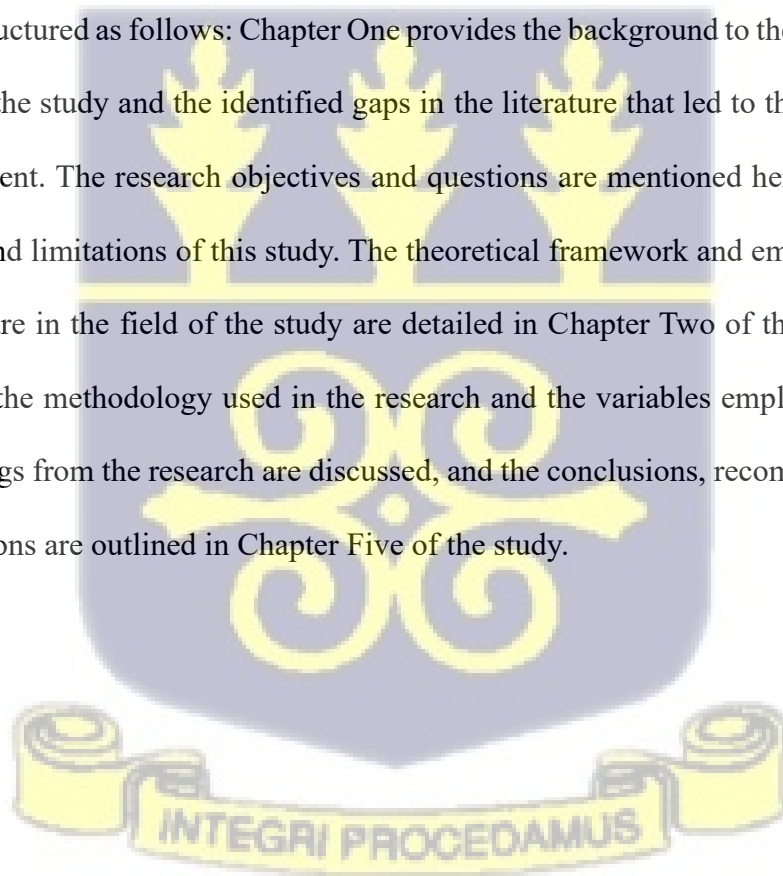 uctured as follows: Chapter One provides the background to the
the study and the identified gaps in the literature that led to th
ent. The research objectives and questions are mentioned her
nd limitations of this study. The theoretical framework and em
re in the field of the study are detailed in Chapter Two of th
the methodology used in the research and the variables empl
gs from the research are discussed, and the conclusions, recom
ons are outlined in Chapter Five of the study.
INTEGRI PROCEDAMUS